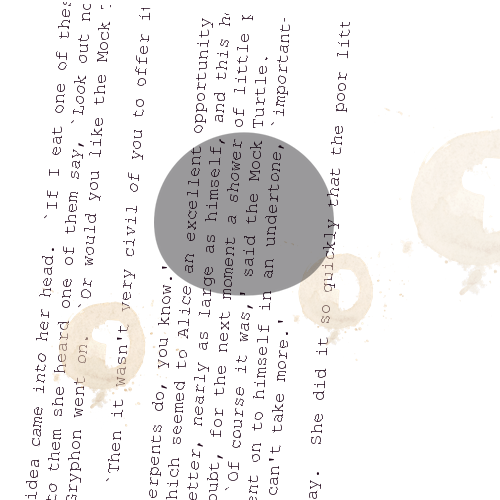 idea came into her head. `If I eat one of thes
to them she heard one of them say, `Look out no
Gryphon went on. `Or would you like the Mock
`Then it wasn't very civil of you to offer it
erpents do, you know.'
hich seemed to Alice an excellent opportunity
etter, nearly as large as himself, and this h
oubt, for the next moment a shower of little p
`Of course it was,' said the Mock Turtle.
ent on to himself in an undertone, `important-
can't take more.'
ay. She did it so quickly that the poor litt